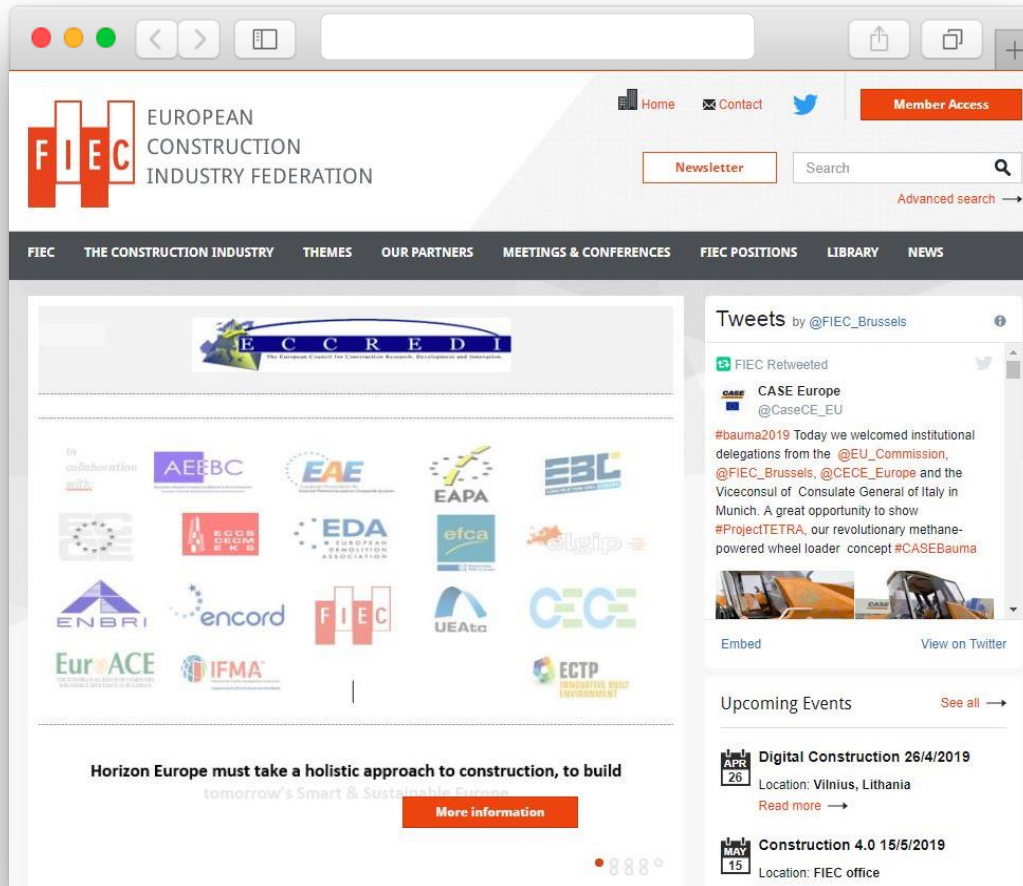 Home
Contact
Member Access
FIEC
EUROPEAN
CONSTRUCTION
INDUSTRY FEDERATION
Newsletter
Search
Advanced search
FIEC THE CONSTRUCTION INDUSTRY THEMES OUR PARTNERS MEETINGS & CONFERENCES FIEC POSITIONS LIBRARY NEWS
E C C R E D I
The European Council for Construction Research, Development and Innovation.
In
collaboration
with:
AEEBC
EAE
EAPA
EBC
ECCE
ECCS
CECM
EKS
EDA
EUROPEAN
DEMOLITION
ASSOCIATION
efca
elgip
ENBRI
encord
FIEC
UEAtc
CECE
EuroACE
IFMA
ECTP
INNOVATIVE BUILT
ENVIRONMENT
Horizon Europe must take a holistic approach to construction, to build
tomorrow's Smart & Sustainable Europe
More information
Tweets by @FIEC_Brussels
FIEC Retweeted
CASE
CASE Europe
@CaseCE_EU
#bauma2019 Today we welcomed institutional
delegations from the @EU_Commission,
@FIEC_Brussels, @CECE_Europe and the
Viceconsul of Consulate General of Italy in
Munich. A great opportunity to show
#ProjectTETRA, our revolutionary methane-
powered wheel loader concept #CASEBauma
CASE
Embed
View on Twitter
Upcoming Events
See all
APR
26
Digital Construction 26/4/2019
Location: Vilnius, Lithania
Read more
MAY
15
Construction 4.0 15/5/2019
Location: FIEC office